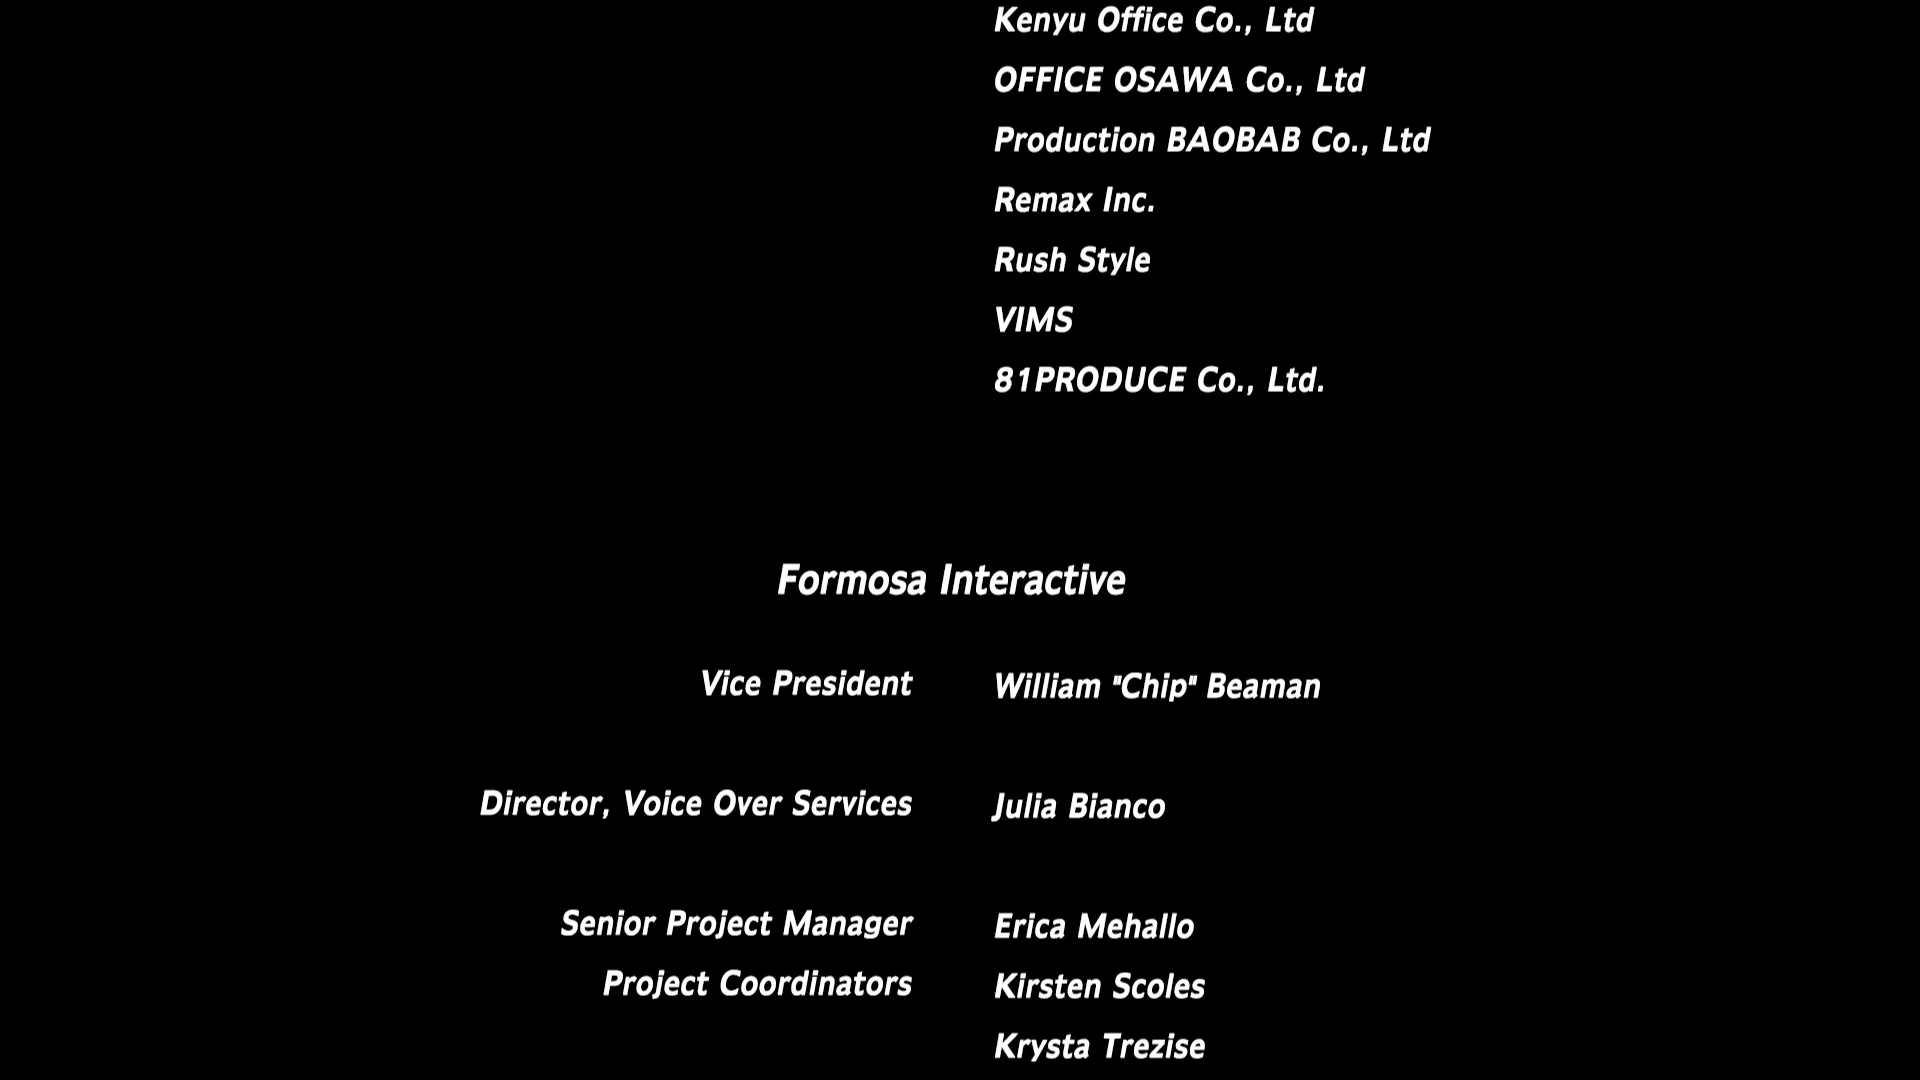 Kenyu Office Co., Ltd
OFFICE OSAWA Co., Ltd
Production BAOBAB Co., Ltd
Remax Inc.
Rush Style
VIMS
81PRODUCE Co., Ltd.
Formosa Interactive
Vice President William "Chip" Beaman
Director, Voice Over Services Julia Bianco
Senior Project Manager Erica Mehallo
Project Coordinators Kirsten Scoles
Krysta Trezise